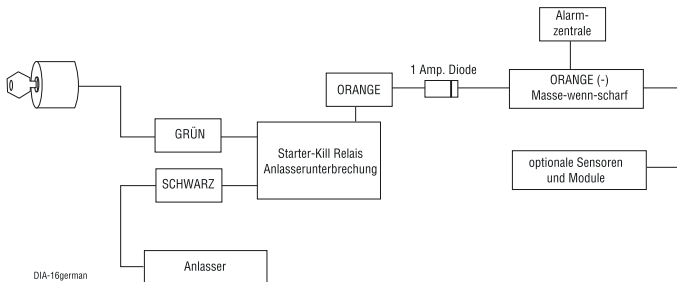 Alarm-
zentrale
1 Amp. Diode
ORANGE
ORANGE (-)
Masse-wenn-scharf
GRÜN
Starter-Kill Relais
Anlasserunterbrechung
optionale Sensoren
und Module
SCHWARZ
Anlasser
DIA-16german